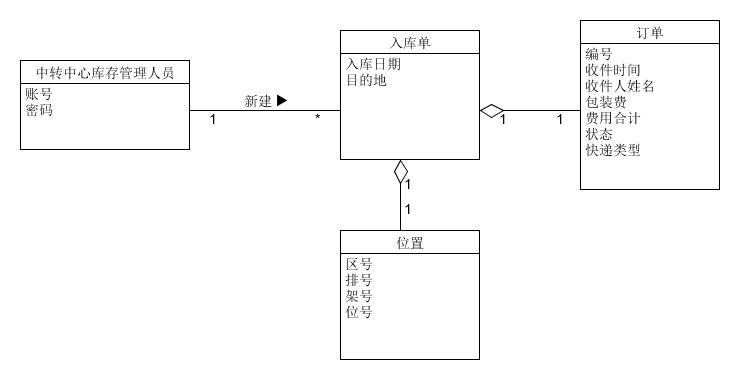 中转中心库存管理人员
账号
密码
新建 ▶
1
*
入库单
入库日期
目的地
1
1
订单
编号
收件时间
收件人姓名
包装费
费用合计
状态
快递类型
1
1
位置
区号
排号
架号
位号